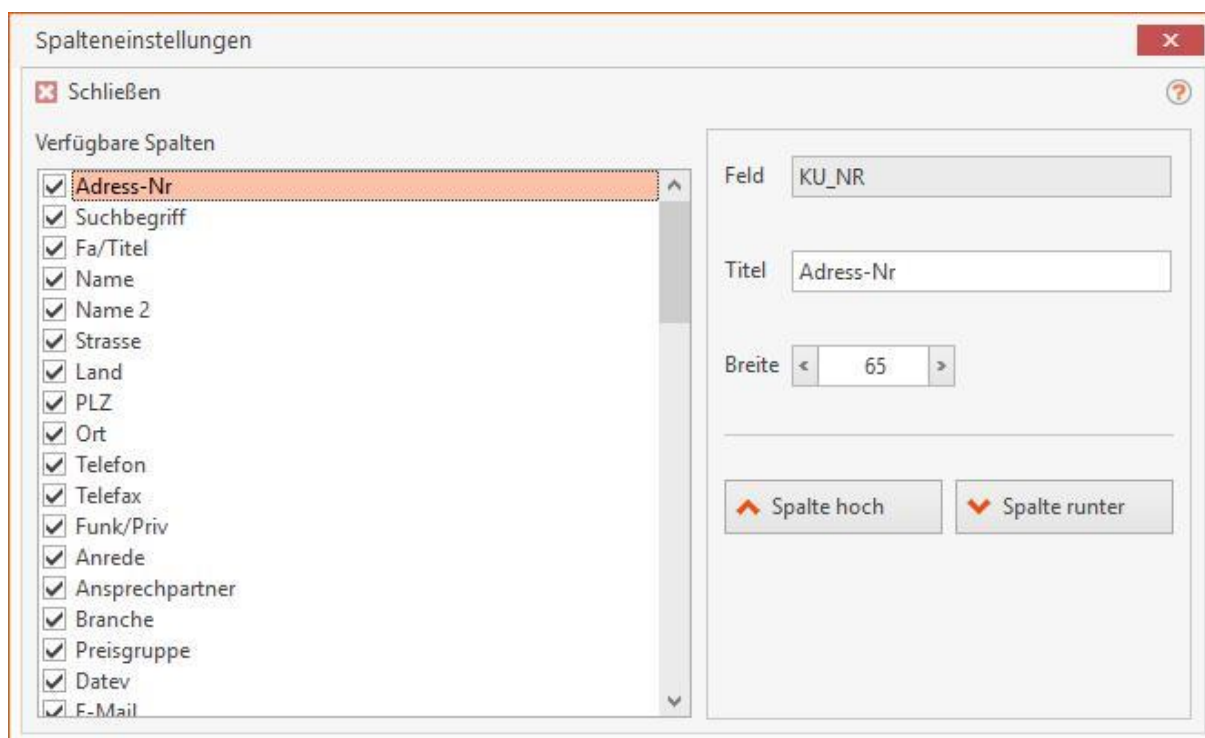 Spalteneinstellungen
Schließen
Verfügbare Spalten
Adress-Nr
Suchbegriff
Fa/Titel
Name
Name 2
Strasse
Land
PLZ
Ort
Telefon
Telefax
Funk/Priv
Anrede
Ansprechpartner
Branche
Preisgruppe
Datev
E-Mail
Feld KU_NR
Titel Adress-Nr
Breite 65
Spalte hoch Spalte runter